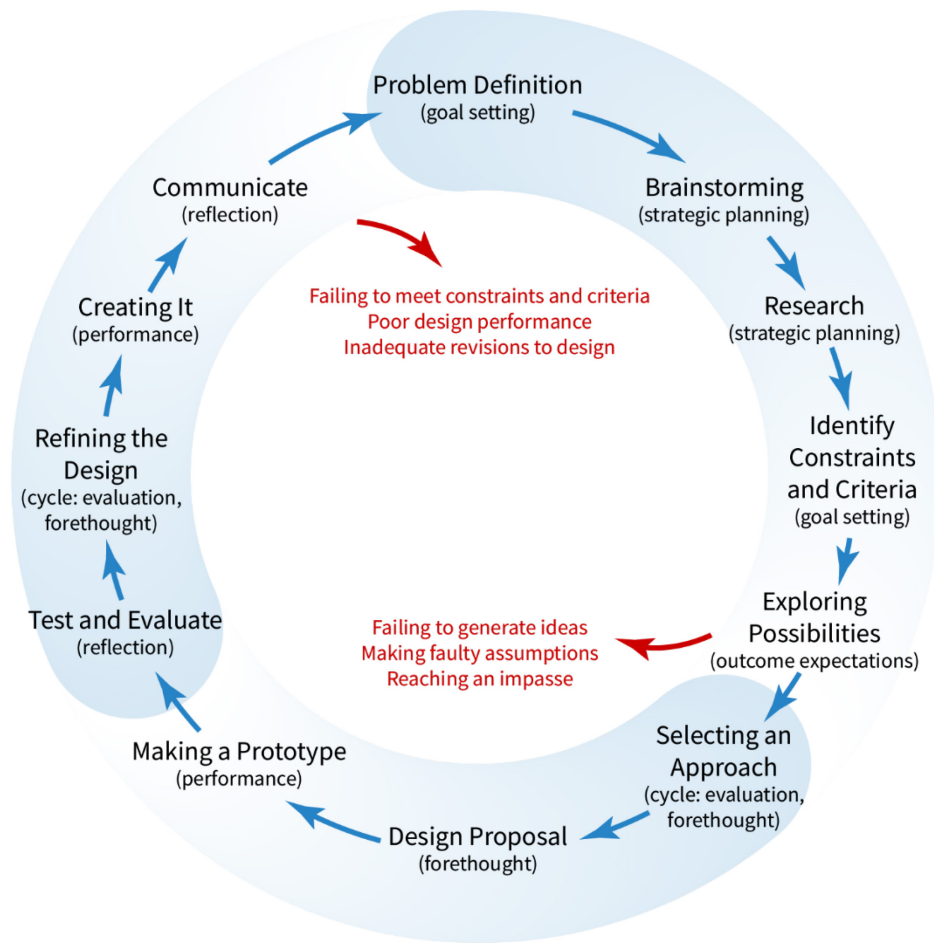 Problem Definition
(goal setting)
Brainstorming
(strategic planning)
Research
(strategic planning)
Identify
Constraints
and Criteria
(goal setting)
Exploring
Possibilities
(outcome expectations)
Selecting an
Approach
(cycle: evaluation,
forethought)
Design Proposal
(forethought)
Making a Prototype
(performance)
Test and Evaluate
(reflection)
Refining the
Design
(cycle: evaluation,
forethought)
Creating It
(performance)
Communicate
(reflection)
Failing to meet constraints and criteria
Poor design performance
Inadequate revisions to design
Failing to generate ideas
Making faulty assumptions
Reaching an impasse